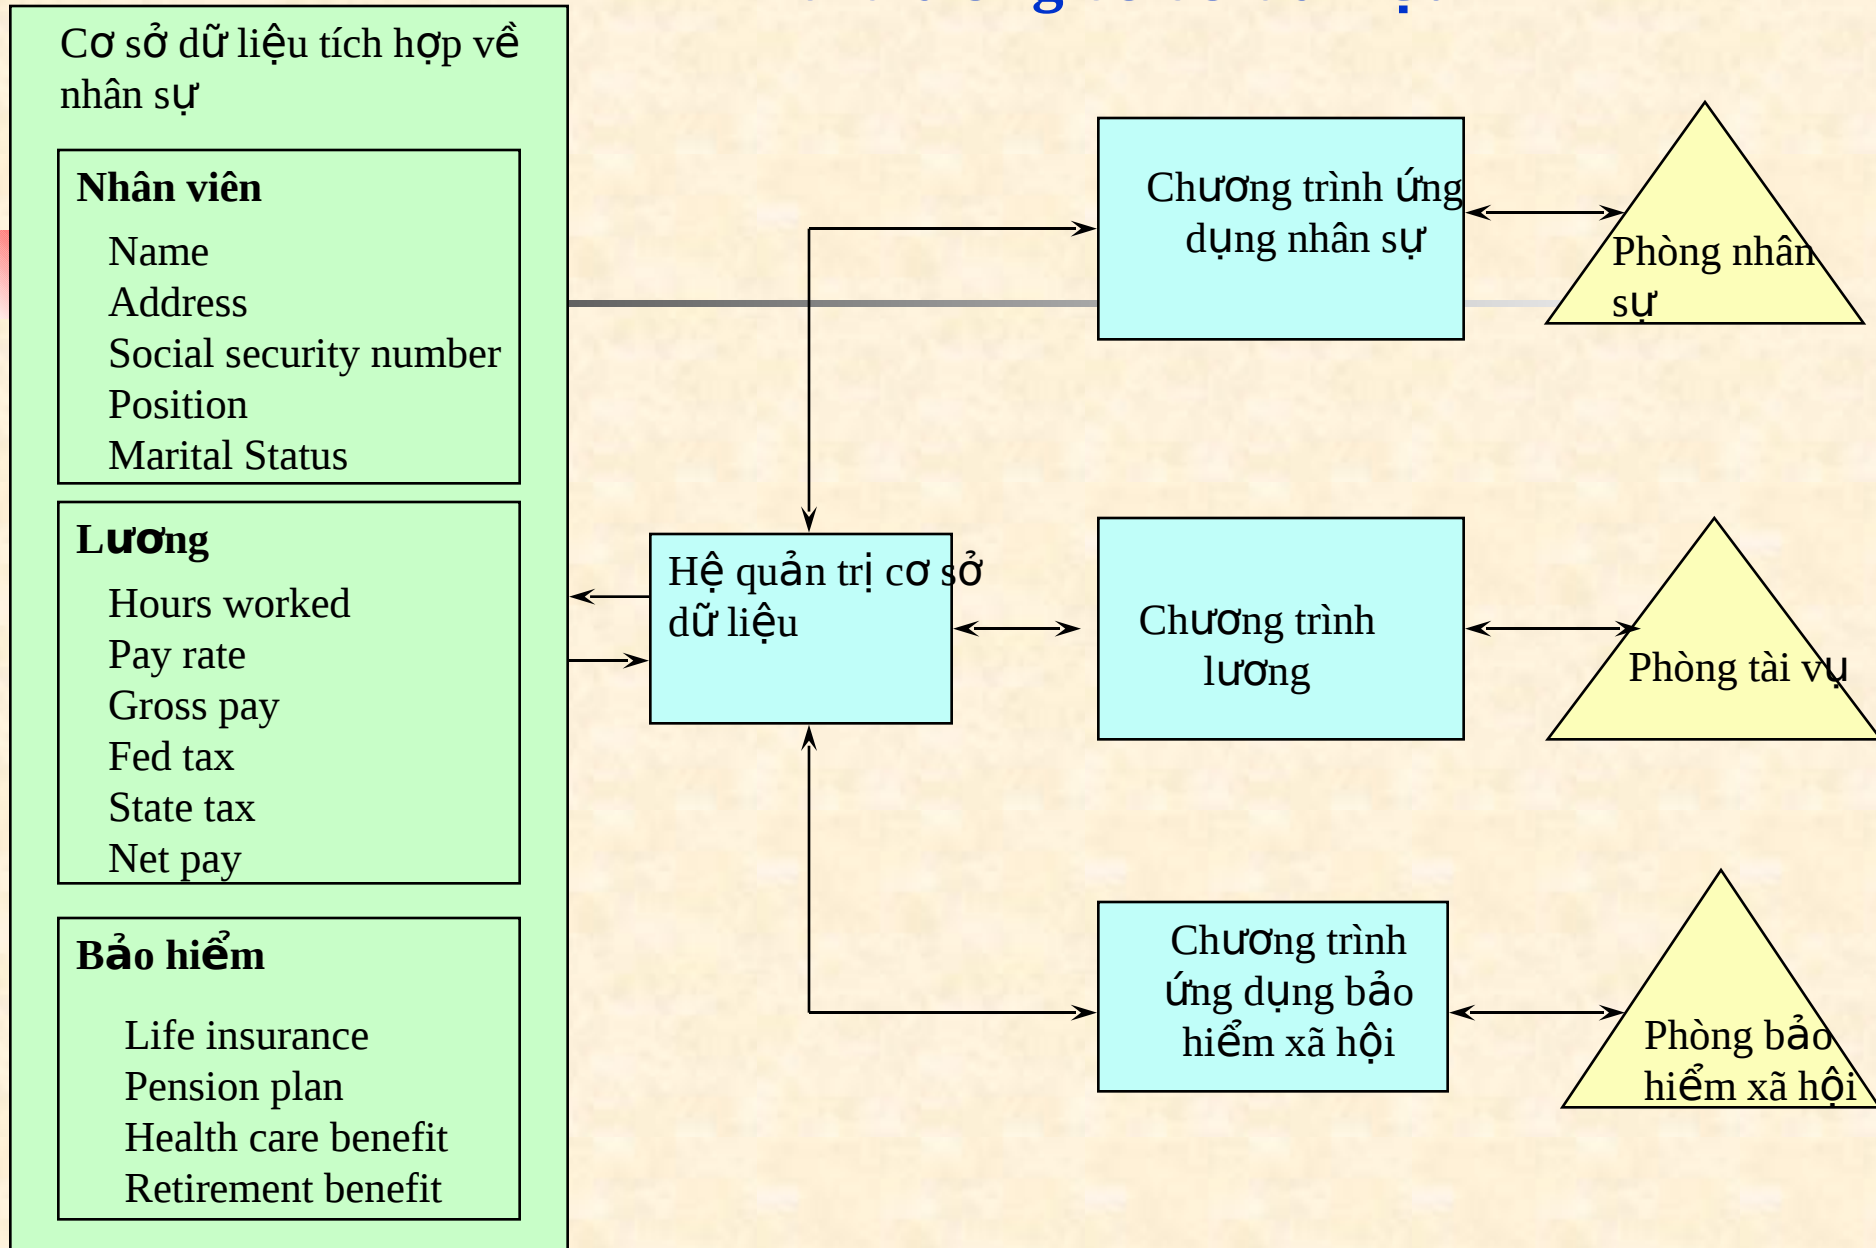 Cơ sở dữ liệu tích hợp về
nhân sự
Nhân viên
Name
Address
Social security number
Position
Marital Status
Lương
Hours worked
Pay rate
Gross pay
Fed tax
State tax
Net pay
Bảo hiểm
Life insurance
Pension plan
Health care benefit
Retirement benefit
Hệ quản trị cơ sở
dữ liệu
Chương trình ứng
dụng nhân sự
Phòng nhân
sự
Chương trình
lương
Phòng tài vụ
Chương trình
ứng dụng bảo
hiểm xã hội
Phòng bảo
hiểm xã hội